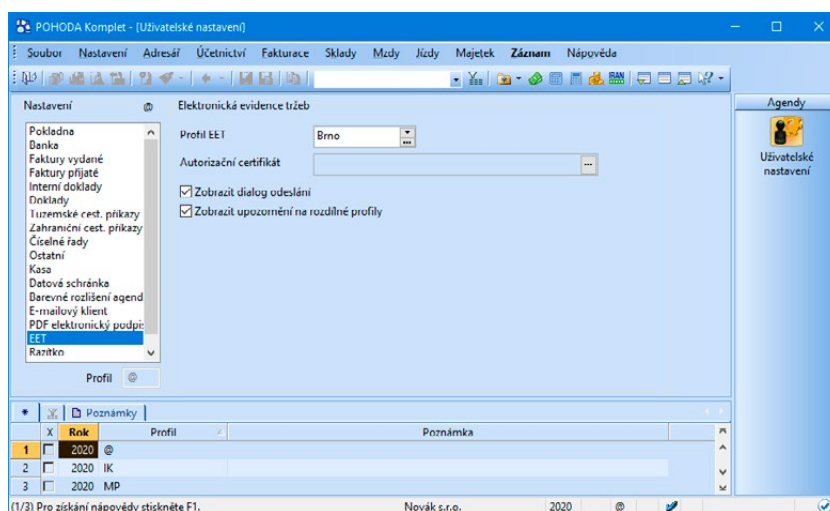 POHODA Komplet - [Uživatelské nastavení]
Soubor Nastavení Adresář Účetnictví Fakturace Sklady Mzdy Jízdy Majetek Záznam Nápověda
Nastavení @ Elektronická evidence tržeb
Agendy
Uživatelské
nastavení
Pokladna
Banka
Faktury vydané
Faktury přijaté
Interní doklady
Doklady
Tuzemské cest. příkazy
Zahraniční cest. příkazy
Číselné řady
Ostatní
Kasa
Datová schránka
Barevné rozlišení agend
E-mailový klient
PDF elektronický podpis
EET
Razítko
Profil @
Profil EET Brno
Autorizační certifikát
Zobrazit dialog odeslání
Zobrazit upozornění na rozdílné profily
Poznámky
X Rok Profil Poznámka
1 2020 @
2 2020 IK
3 2020 MP
(1/3) Pro získání nápovědy stiskněte F1. Novák s.r.o. 2020 @